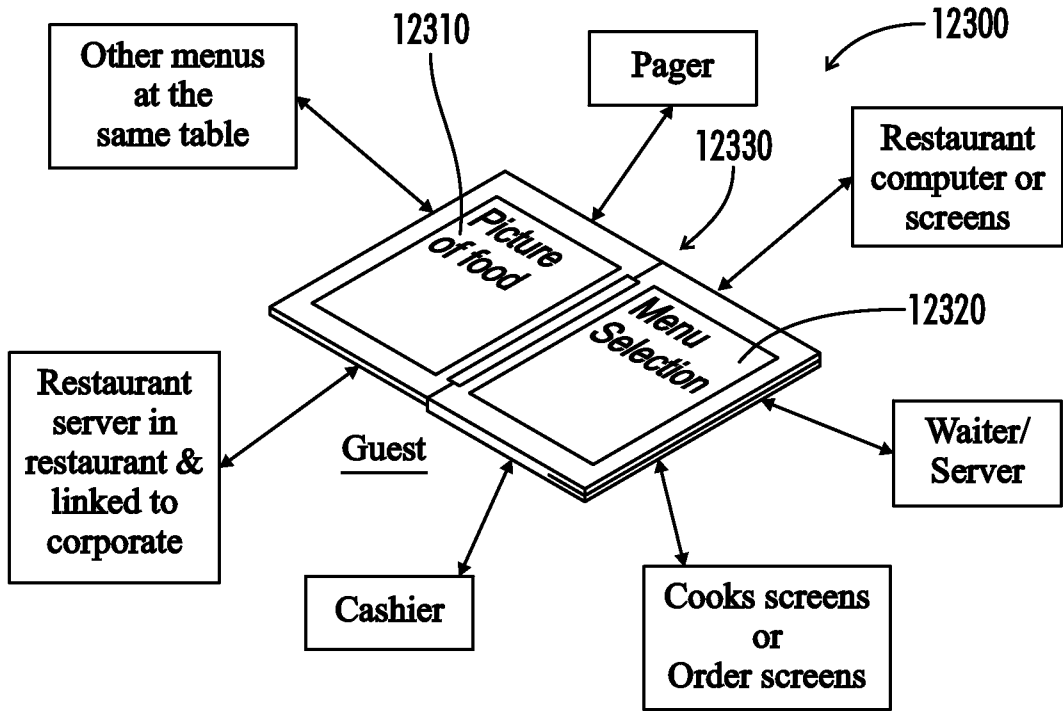 12310
12300
Other menus
at the
same table
Pager
12330
Restaurant
computer or
screens
Picture
of food
Menu
Selection
12320
Restaurant
server in
restaurant &
linked to
corporate
Guest
Waiter/
Server
Cashier
Cooks screens
or
Order screens